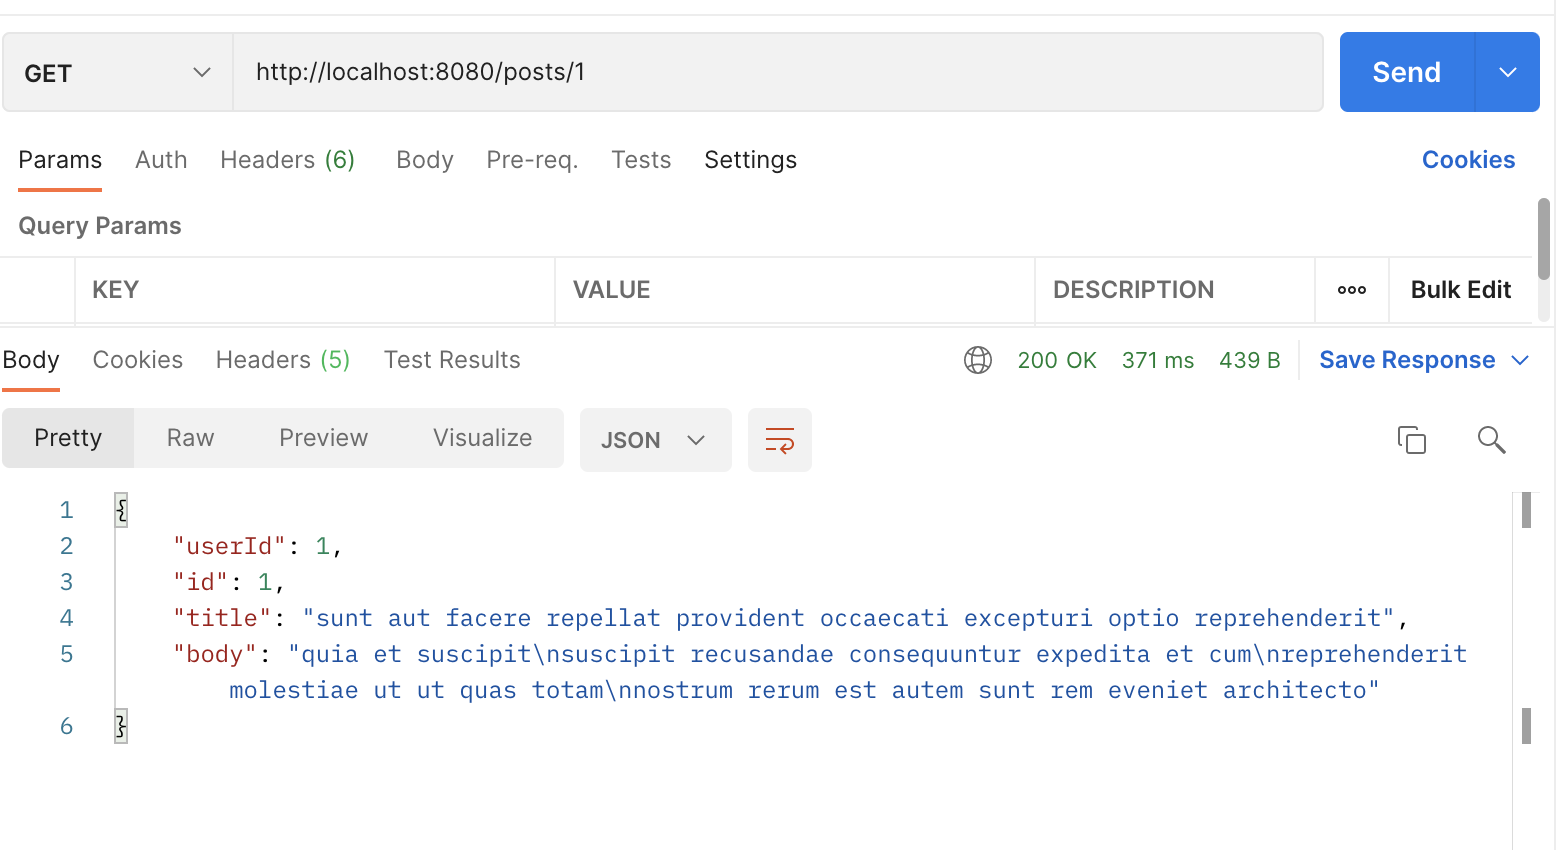 GET http://localhost:8080/posts/1 Send
Params Auth Headers (6) Body Pre-req. Tests Settings Cookies
Query Params
KEY VALUE DESCRIPTION ooo Bulk Edit
Body Cookies Headers (5) Test Results 200 OK 371 ms 439 B Save Response
Pretty Raw Preview Visualize JSON
1 {
2 "userId": 1,
3 "id": 1,
4 "title": "sunt aut facere repellat provident occaecati excepturi optio reprehenderit",
5 "body": "quia et suscipit\nsuscipit recusandae consequuntur expedita et cum\nreprehenderit
molestiae ut ut quas totam\nnostrum rerum est autem sunt rem eveniet architecto"
6 }